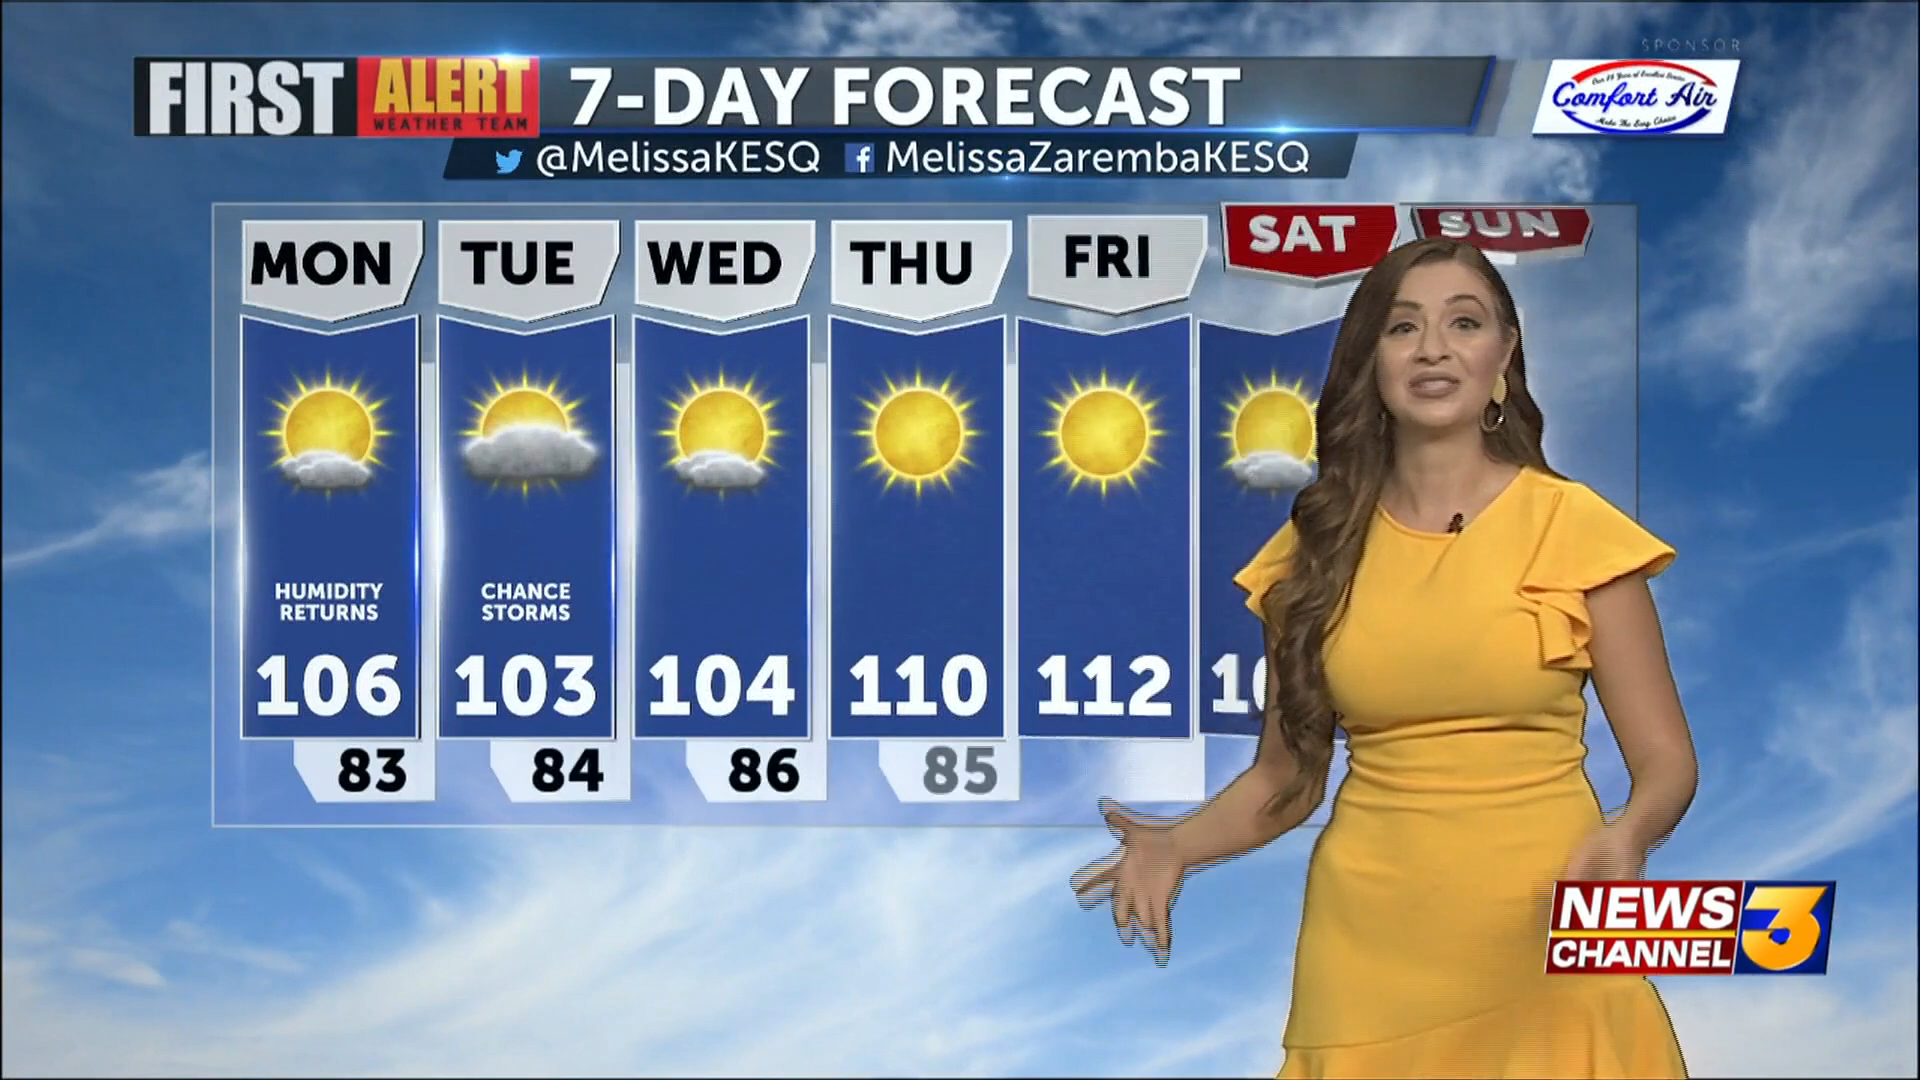 SPONSOR
FIRST ALERT
WEATHER TEAM
7-DAY FORECAST
Comfort Air
@MelissaKESQ MelissaZarembaKESQ
MON TUE WED THU FRI SAT SUN
HUMIDITY
RETURNS
CHANCE
STORMS
106 103 104 110 112
83 84 86 85
NEWS
CHANNEL
3